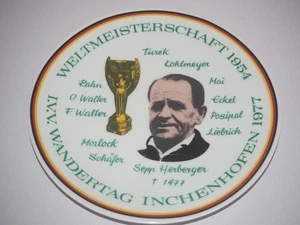 WELTMEISTERSCHAFT 1954
Turek
Kohlmeyer
Rahn
O Walter
F Walter
Mai
Eckel
Posipal
Liebrich
Morlock
Schäfer
Sepp Herberger
† 1977
I.V.V. WANDERTAG INCHENHOFEN 1977